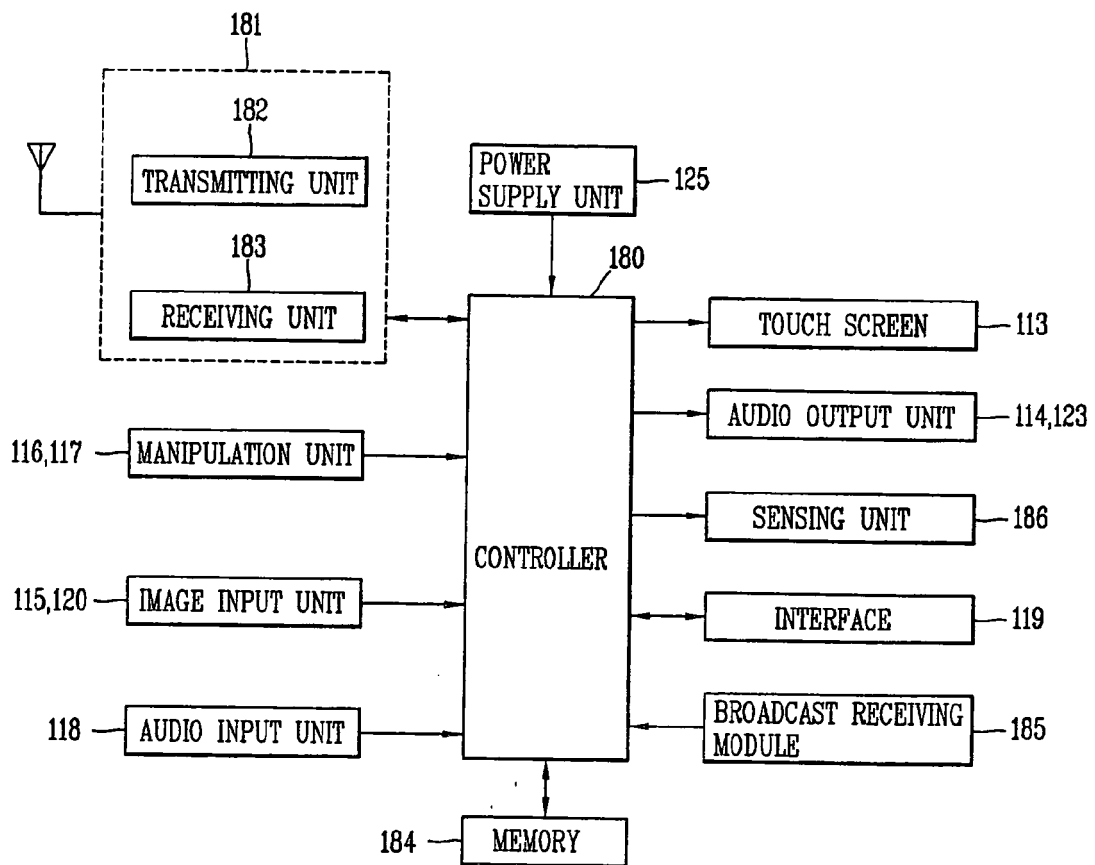 181
182
TRANSMITTING UNIT
183
RECEIVING UNIT
POWER
SUPPLY UNIT
125
180
CONTROLLER
TOUCH SCREEN
113
AUDIO OUTPUT UNIT
114,123
116,117
MANIPULATION UNIT
SENSING UNIT
186
115,120
IMAGE INPUT UNIT
INTERFACE
119
118
AUDIO INPUT UNIT
BROADCAST RECEIVING
MODULE
185
184
MEMORY